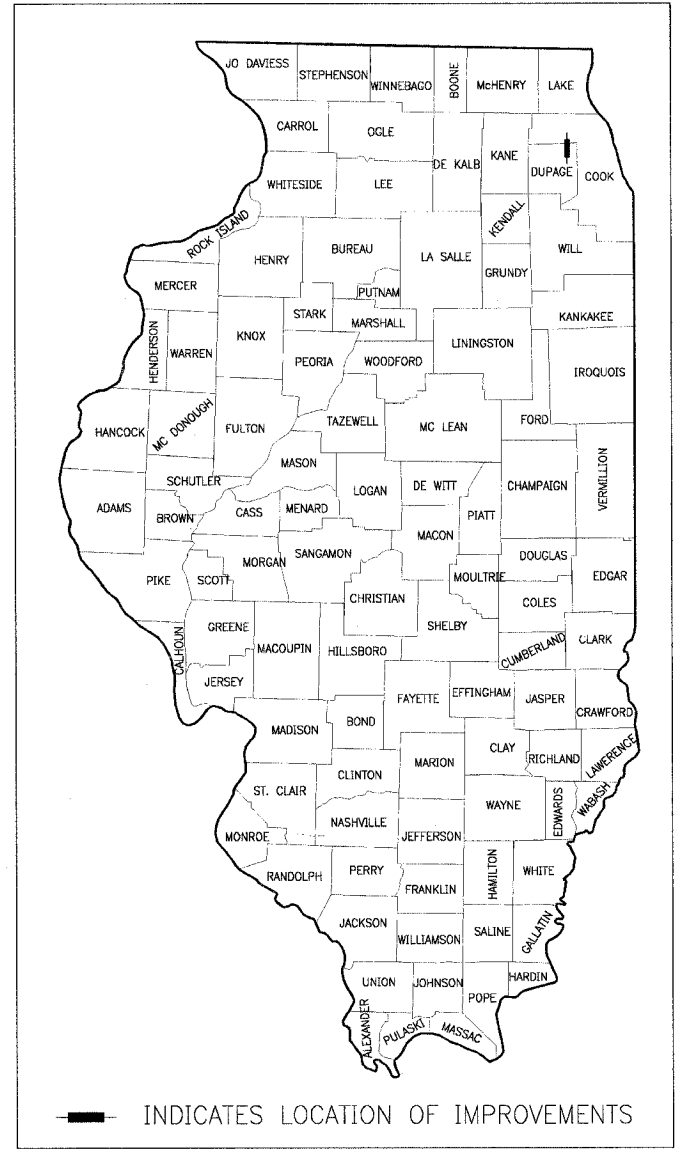 JO DAVIESS
STEPHENSON
WINNEBAGO
BOONE
McHENRY
LAKE
CARROL
OGLE
DE KALB
KANE
DUPAGE
COOK
WHITESIDE
LEE
KENDALL
WILL
ROCK ISLAND
HENRY
BUREAU
LA SALLE
GRUNDY
MERCER
PUTNAM
KANKAKEE
HENDERSON
WARREN
KNOX
STARK
MARSHALL
LININGSTON
PEORIA
WOODFORD
IROQUOIS
HANCOCK
MC DONOUGH
FULTON
TAZEWELL
MC LEAN
FORD
MASON
SCHUTLER
LOGAN
DE WITT
CHAMPAIGN
VERMILLION
ADAMS
BROWN
CASS
MENARD
PIATT
MACON
SANGAMON
MORGAN
DOUGLAS
PIKE
SCOTT
MOULTRIE
EDGAR
CHRISTIAN
COLES
GREENE
SHELBY
CALHOUN
MACOUPIN
HILLSBORO
CUMBERLAND
CLARK
JERSEY
FAYETTE
EFFINGHAM
JASPER
CRAWFORD
MADISON
BOND
CLAY
RICHLAND
LAWERENCE
MARION
CLINTON
ST. CLAIR
WAYNE
EDWARDS
WABASH
NASHVILLE
MONROE
JEFFERSON
PERRY
HAMILTON
WHITE
RANDOLPH
FRANKLIN
JACKSON
WILLIAMSON
SALINE
GALLATIN
UNION
JOHNSON
POPE
HARDIN
ALEXANDER
PULASKI
MASSAC
INDICATES LOCATION OF IMPROVEMENTS